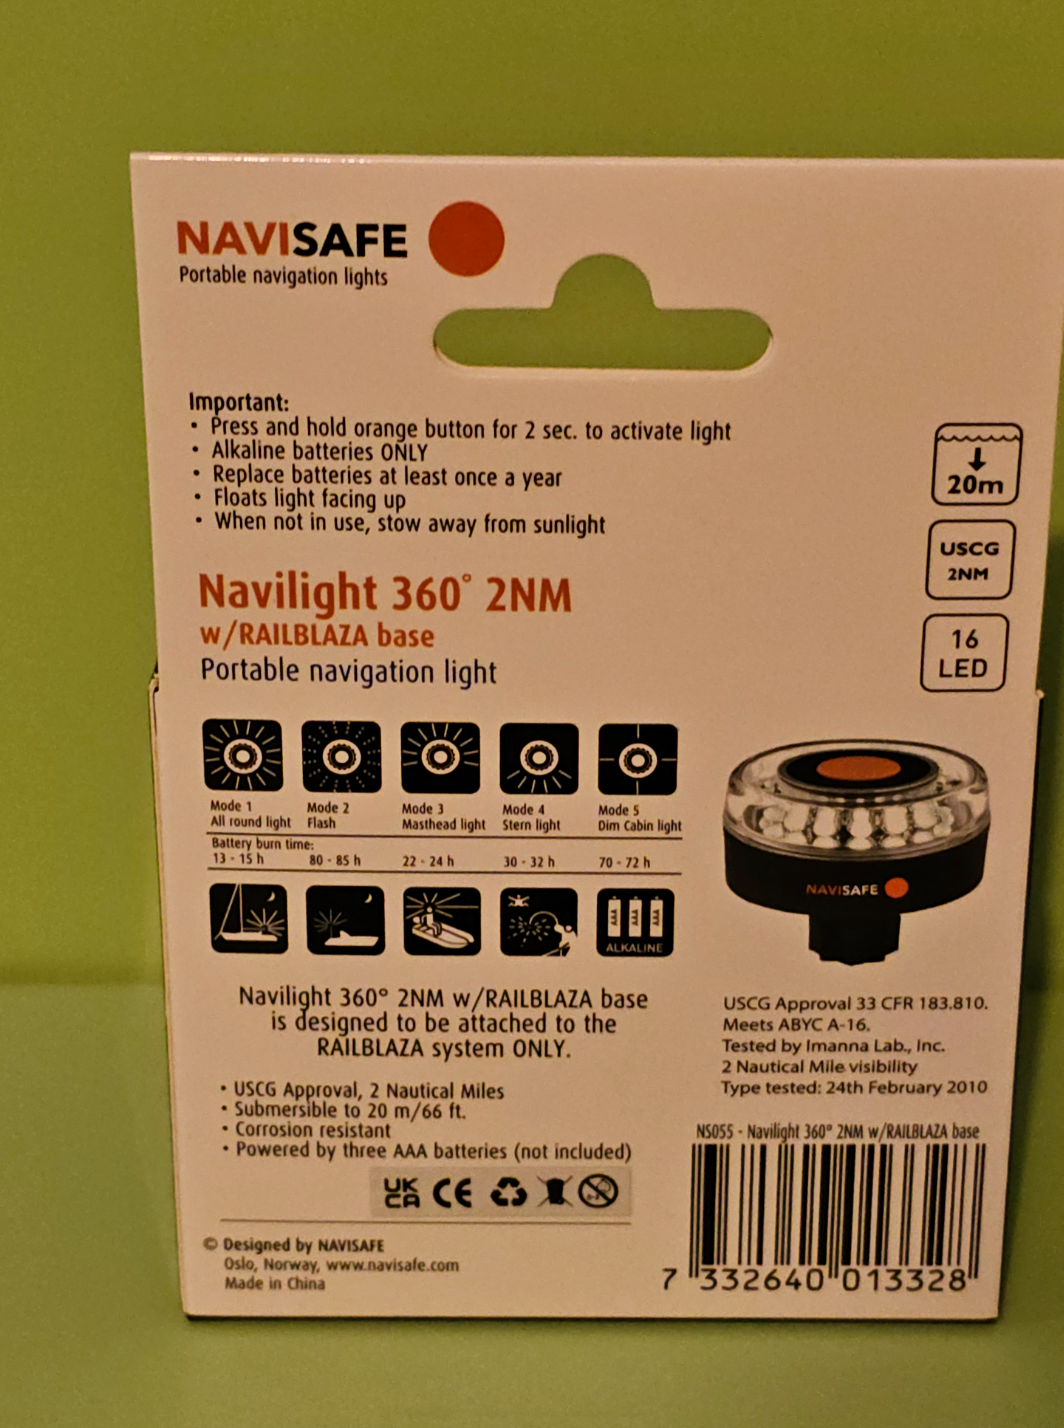 NAVISAFE
Portable navigation lights
Important:
• Press and hold orange button for 2 sec. to activate light
• Alkaline batteries ONLY
• Replace batteries at least once a year
• Floats light facing up
• When not in use, stow away from sunlight
20m
USCG
2NM
16
LED
Navilight 360° 2NM
w/RAILBLAZA base
Portable navigation light
Mode 1 Mode 2 Mode 3 Mode 4 Mode 5
All round light Flash Masthead light Stern light Dim Cabin light
Battery burn time:
13 - 15 h 80 - 85 h 22 - 24 h 30 - 32 h 70 - 72 h
AAA AAA AAA
ALKALINE
NAVISAFE
Navilight 360° 2NM w/RAILBLAZA base
is designed to be attached to the
RAILBLAZA system ONLY.
• USCG Approval, 2 Nautical Miles
• Submersible to 20 m/66 ft.
• Corrosion resistant
• Powered by three AAA batteries (not included)
UK
CA CE
© Designed by NAVISAFE
Oslo, Norway, www.navisafe.com
Made in China
USCG Approval 33 CFR 183.810.
Meets ABYC A-16.
Tested by Imanna Lab., Inc.
2 Nautical Mile visibility
Type tested: 24th February 2010
NS055 - Navilight 360° 2NM w/RAILBLAZA base
7 332640 013328